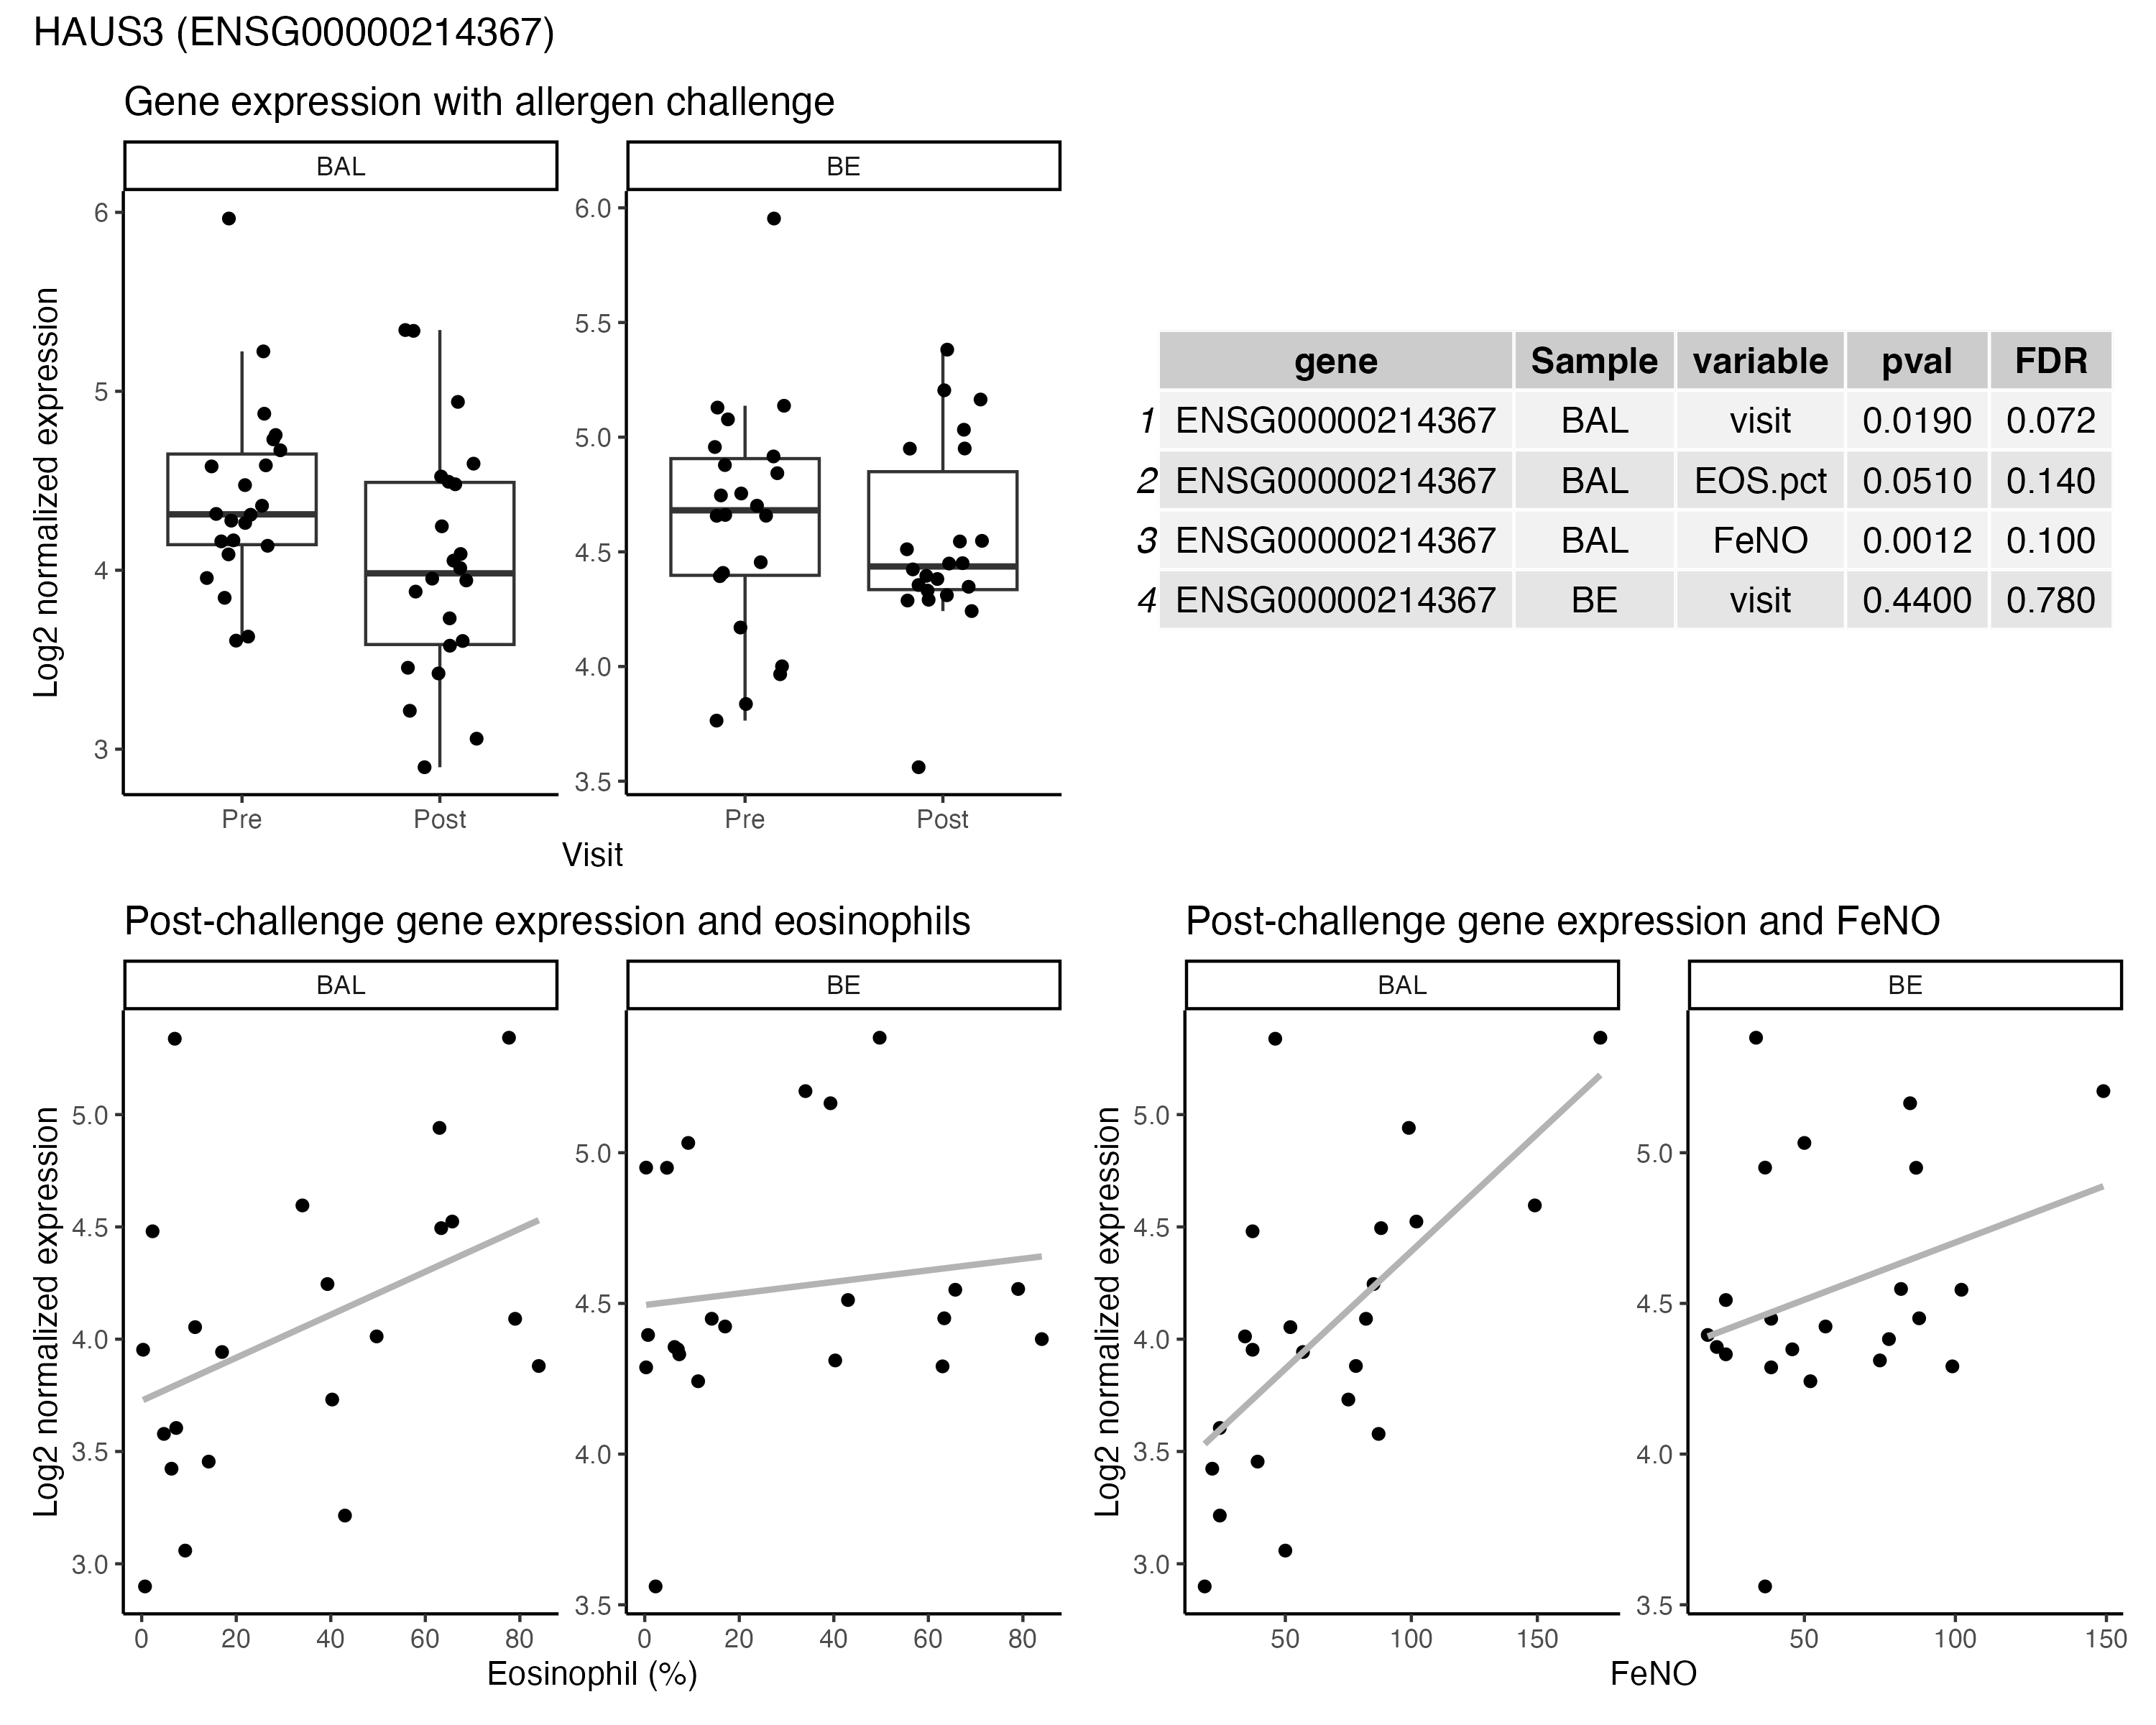 HAUS3 (ENSG00000214367)
Gene expression with allergen challenge
BAL
BE
Log2 normalized expression
6
5
4
3
6.0
5.5
5.0
4.5
4.0
3.5
Pre
Post
Pre
Post
Visit
gene Sample variable pval FDR
1 ENSG00000214367 BAL visit 0.0190 0.072
2 ENSG00000214367 BAL EOS.pct 0.0510 0.140
3 ENSG00000214367 BAL FeNO 0.0012 0.100
4 ENSG00000214367 BE visit 0.4400 0.780
Post-challenge gene expression and eosinophils
BAL
BE
Log2 normalized expression
5.0
4.5
4.0
3.5
3.0
5.0
4.5
4.0
3.5
0 20 40 60 80
0 20 40 60 80
Eosinophil (%)
Post-challenge gene expression and FeNO
BAL
BE
Log2 normalized expression
5.0
4.5
4.0
3.5
3.0
5.0
4.5
4.0
3.5
50 100 150
50 100 150
FeNO